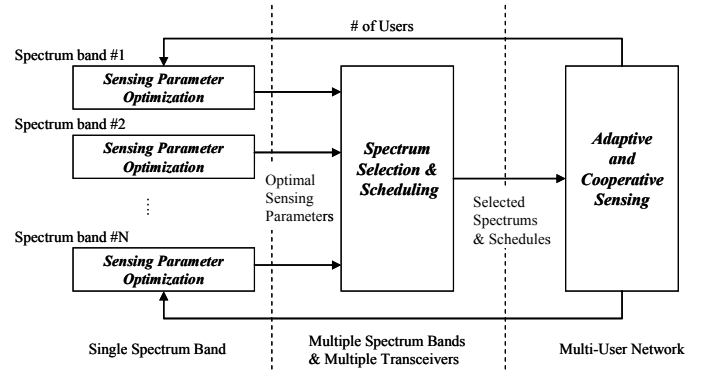 # of Users
Spectrum band #1
Sensing Parameter
Optimization
Spectrum band #2
Sensing Parameter
Optimization
Spectrum band #N
Sensing Parameter
Optimization
Optimal
Sensing
Parameters
Spectrum
Selection &
Scheduling
Selected
Spectrums
& Schedules
Adaptive
and
Cooperative
Sensing
Single Spectrum Band
Multiple Spectrum Bands
& Multiple Transceivers
Multi-User Network